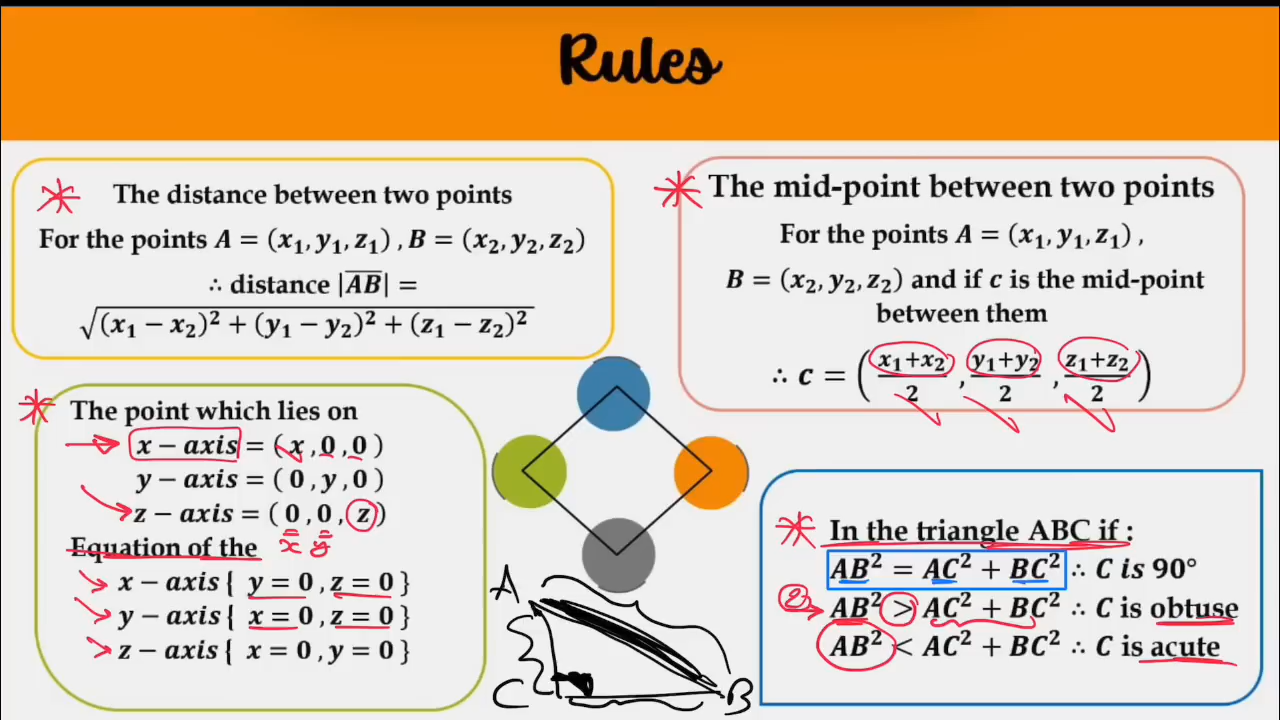 Rules
The distance between two points
For the points A = (x₁, y₁, z₁) , B = (x₂, y₂, z₂)
∴ distance |A̅B̅| =
√(x₁ − x₂)² + (y₁ − y₂)² + (z₁ − z₂)²
The mid-point between two points
For the points A = (x₁, y₁, z₁) ,
B = (x₂, y₂, z₂) and if c is the mid-point
between them
∴ c = ( x₁+x₂/2 , y₁+y₂/2 , z₁+z₂/2 )
The point which lies on
x − axis = ( x , 0 , 0 )
y − axis = ( 0 , y , 0 )
z − axis = ( 0 , 0 , z )
Equation of the
x y
x − axis{ y = 0 , z = 0 }
y − axis{ x = 0 , z = 0 }
z − axis{ x = 0 , y = 0 }
A
C
B
In the triangle ABC if :
AB² = AC² + BC² ∴ C is 90°
AB² > AC² + BC² ∴ C is obtuse
AB² < AC² + BC² ∴ C is acute